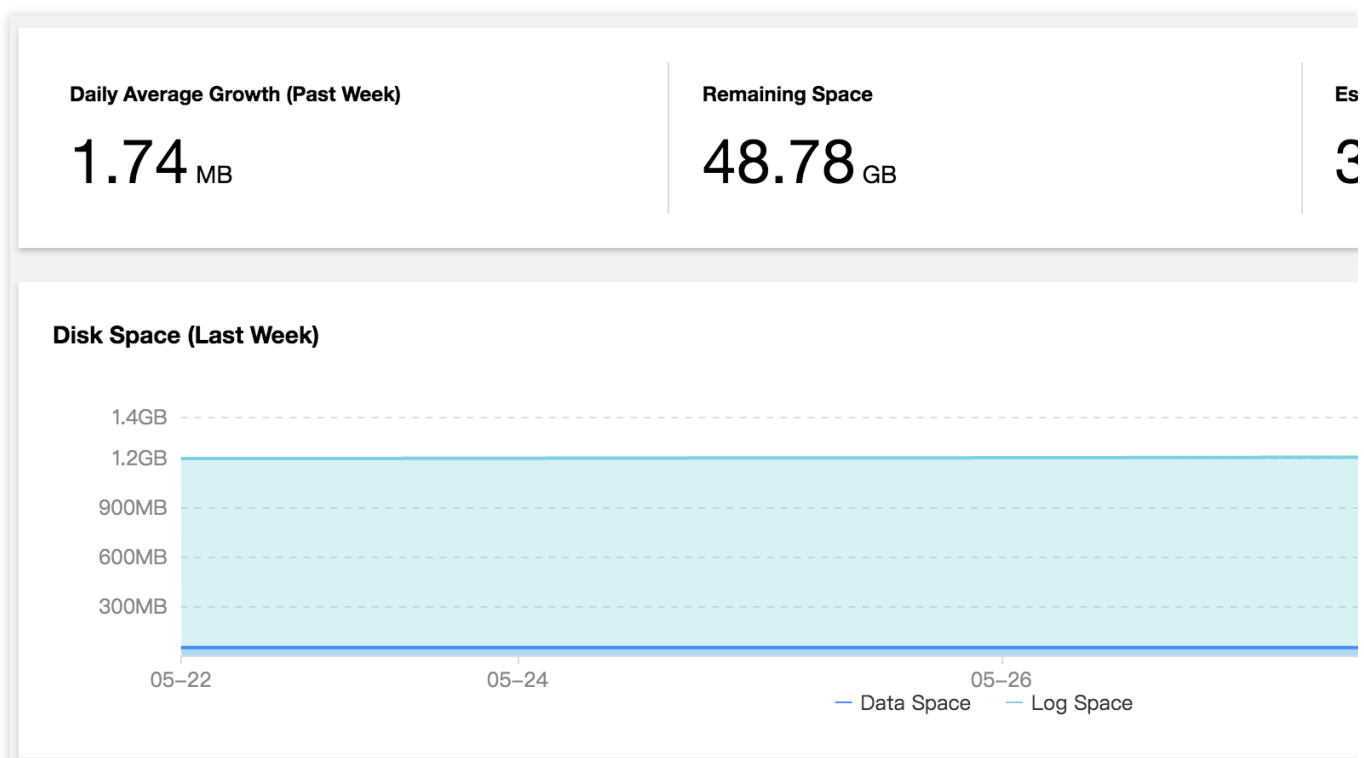 Daily Average Growth (Past Week)
1.74 MB
Remaining Space
48.78 GB
Disk Space (Last Week)
1.4GB
1.2GB
900MB
600MB
300MB
05-22
05-24
05-26
Data Space
Log Space